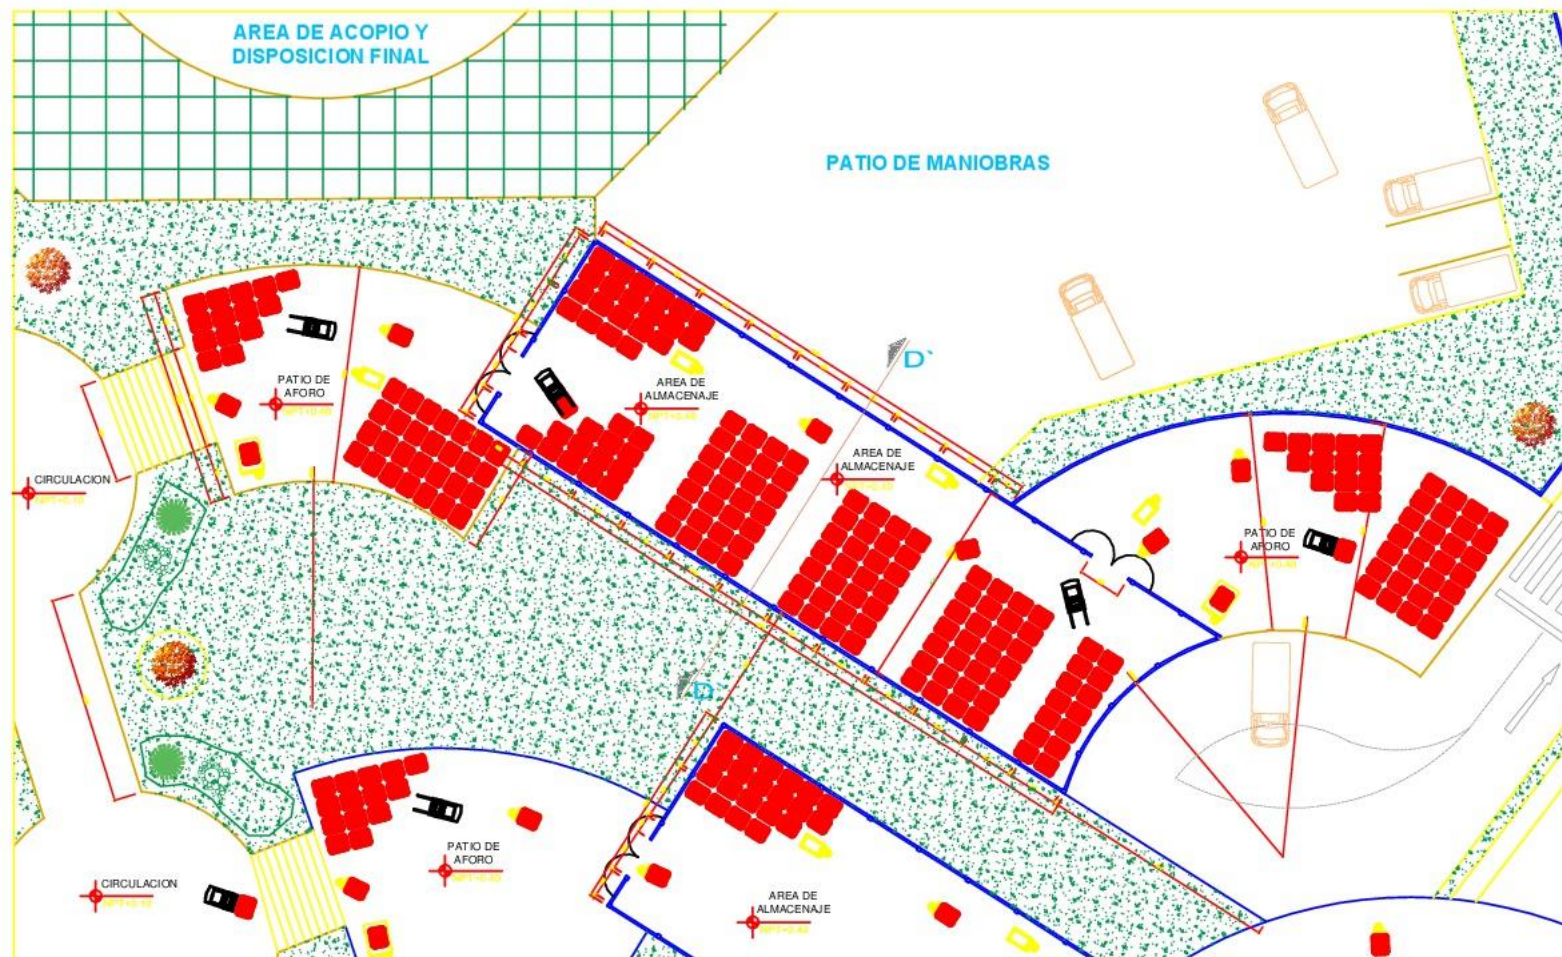 AREA DE ACOPIO Y
DISPOSICION FINAL
PATIO DE MANIOBRAS
D`
PATIO DE
AFORO
AREA DE
ALMACENAJE
AREA DE
ALMACENAJE
CIRCULACION
PATIO DE
AFORO
D
PATIO DE
AFORO
CIRCULACION
AREA DE
ALMACENAJE